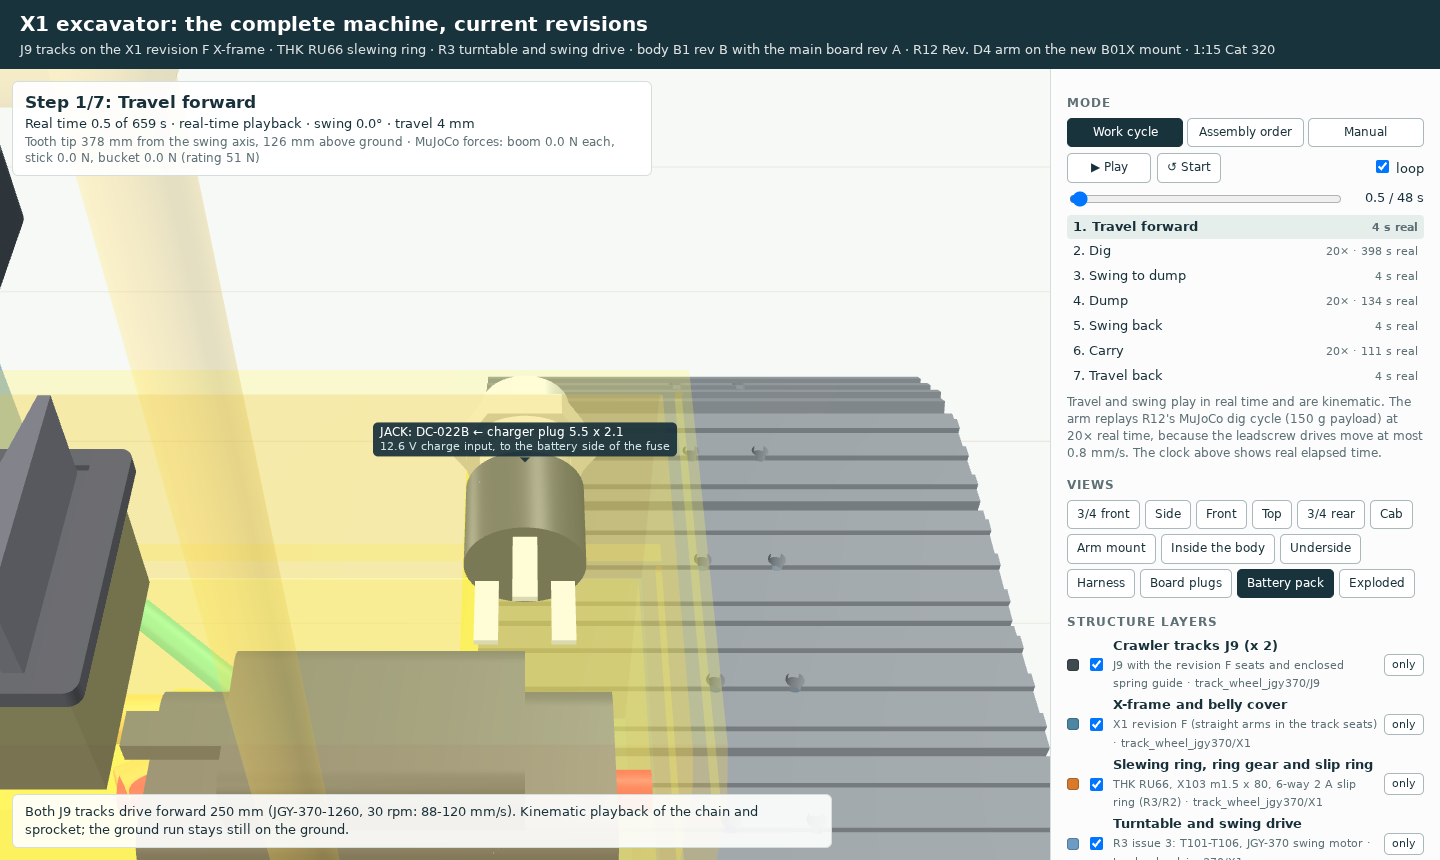 X1 excavator: the complete machine, current revisions
J9 tracks on the X1 revision F X-frame · THK RU66 slewing ring · R3 turntable and swing drive · body B1 rev B with the main board rev A · R12 Rev. D4 arm on the new B01X mount · 1:15 Cat 320
Step 1/7: Travel forward
Real time 0.5 of 659 s · real-time playback · swing 0.0° · travel 4 mm
Tooth tip 378 mm from the swing axis, 126 mm above ground · MuJoCo forces: boom 0.0 N each,
stick 0.0 N, bucket 0.0 N (rating 51 N)
JACK: DC-022B ← charger plug 5.5 x 2.1
12.6 V charge input, to the battery side of the fuse
Both J9 tracks drive forward 250 mm (JGY-370-1260, 30 rpm: 88-120 mm/s). Kinematic playback of the chain and
sprocket; the ground run stays still on the ground.
MODE
Work cycle
Assembly order
Manual
▶ Play
↺ Start
loop
0.5 / 48 s
1. Travel forward 4 s real
2. Dig 20× · 398 s real
3. Swing to dump 4 s real
4. Dump 20× · 134 s real
5. Swing back 4 s real
6. Carry 20× · 111 s real
7. Travel back 4 s real
Travel and swing play in real time and are kinematic. The
arm replays R12's MuJoCo dig cycle (150 g payload) at
20× real time, because the leadscrew drives move at most
0.8 mm/s. The clock above shows real elapsed time.
VIEWS
3/4 front
Side
Front
Top
3/4 rear
Cab
Arm mount
Inside the body
Underside
Harness
Board plugs
Battery pack
Exploded
STRUCTURE LAYERS
Crawler tracks J9 (x 2)
J9 with the revision F seats and enclosed
spring guide · track_wheel_jgy370/J9
only
X-frame and belly cover
X1 revision F (straight arms in the track seats)
· track_wheel_jgy370/X1
only
Slewing ring, ring gear and slip ring
THK RU66, X103 m1.5 x 80, 6-way 2 A slip
ring (R3/R2) · track_wheel_jgy370/X1
only
Turntable and swing drive
R3 issue 3: T101-T106, JGY-370 swing motor ·
only